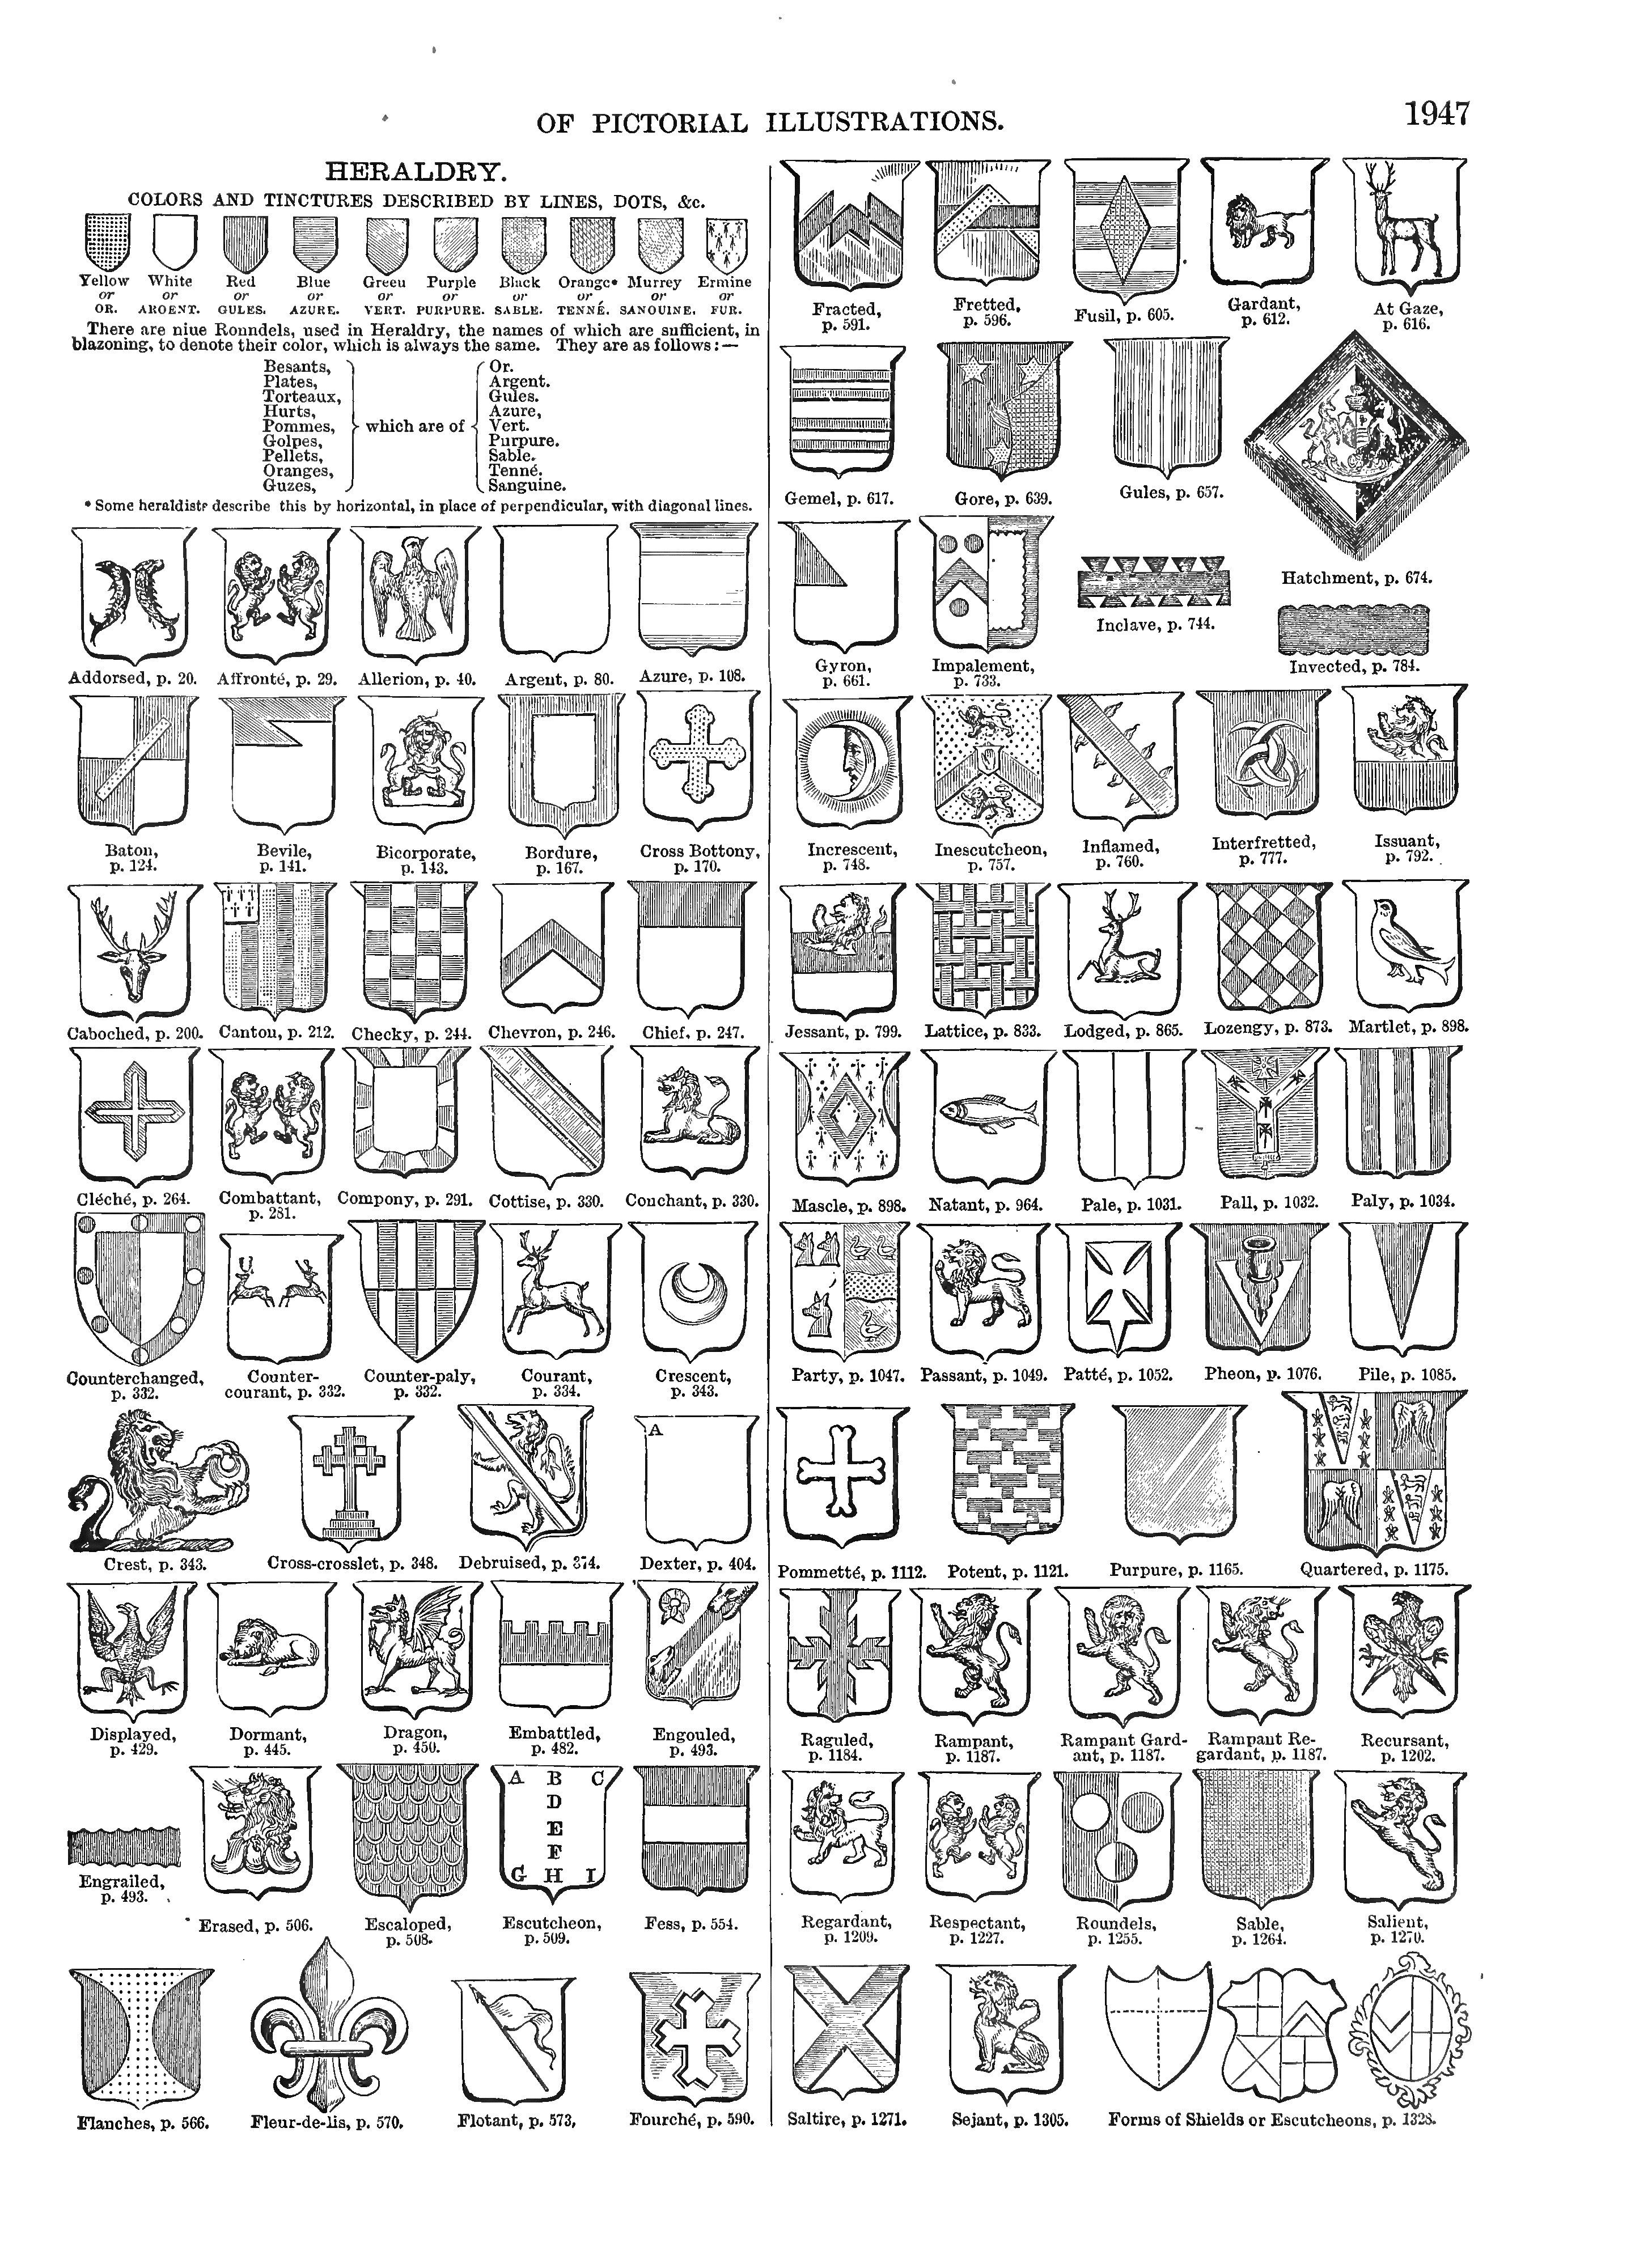 OF PICTORIAL ILLUSTRATIONS.
1947
HERALDRY.
COLORS AND TINCTURES DESCRIBED BY LINES, DOTS, &c.
Yellow White Red Blue Green Purple Black Orange* Murrey Ermine
or or or or or or or or or or
OR. ARGENT. GULES. AZURE. VERT. PURPURE. SABLE. TENNÉ. SANGUINE. FUR.
There are nine Roundels, used in Heraldry, the names of which are sufficient, in
blazoning, to denote their color, which is always the same. They are as follows:—
Besants, Or.
Plates, Argent.
Torteaux, Gules.
Hurts, Azure,
Pommes, which are of Vert.
Golpes, Purpure.
Pellets, Sable.
Oranges, Tenné.
Guzes, Sanguine.
* Some heraldists describe this by horizontal, in place of perpendicular, with diagonal lines.
Addorsed, p. 20. Affronté, p. 29. Allerion, p. 40. Argent, p. 80. Azure, p. 108.
Baton, Bevile, Bicorporate, Bordure, Cross Bottony,
p. 124. p. 141. p. 143. p. 167. p. 170.
Caboched, p. 200. Canton, p. 212. Checky, p. 244. Chevron, p. 246. Chief, p. 247.
Cléché, p. 264. Combattant, Compony, p. 291. Cottise, p. 330. Couchant, p. 330.
p. 281.
Counterchanged, Counter- Counter-paly, Courant, Crescent,
p. 332. courant, p. 332. p. 332. p. 334. p. 343.
A
Crest, p. 343. Cross-crosslet, p. 348. Debruised, p. 374. Dexter, p. 404.
Displayed, Dormant, Dragon, Embattled, Engouled,
p. 429. p. 445. p. 450. p. 482. p. 493.
A B C
D
E
F
G H I
Engrailed,
p. 493.
Erased, p. 506. Escaloped, Escutcheon, Fess, p. 554.
p. 508. p. 509.
Flanches, p. 566. Fleur-de-lis, p. 570. Flotant, p. 573, Fourché, p. 590.
Fracted, Fretted, Fusil, p. 605. Gardant, At Gaze,
p. 591. p. 596. p. 612. p. 616.
Gemel, p. 617. Gore, p. 639. Gules, p. 657.
Hatchment, p. 674.
Gyron, Impalement, Inclave, p. 744.
p. 661. p. 733.
Invected, p. 784.
Increscent, Inescutcheon, Inflamed, Interfretted, Issuant,
p. 748. p. 757. p. 760. p. 777. p. 792.
Jessant, p. 799. Lattice, p. 833. Lodged, p. 865. Lozengy, p. 873. Martlet, p. 898.
Mascle, p. 898. Natant, p. 964. Pale, p. 1031. Pall, p. 1032. Paly, p. 1034.
Party, p. 1047. Passant, p. 1049. Patté, p. 1052. Pheon, p. 1076. Pile, p. 1085.
Pommetté, p. 1112. Potent, p. 1121. Purpure, p. 1165. Quartered, p. 1175.
Raguled, Rampant, Rampant Gard- Rampant Re- Recursant,
p. 1184. p. 1187. ant, p. 1187. gardant, p. 1187. p. 1202.
Regardant, Respectant, Roundels, Sable, Salient,
p. 1209. p. 1227. p. 1255. p. 1264. p. 1270.
Saltire, p. 1271. Sejant, p. 1305. Forms of Shields or Escutcheons, p. 1328.